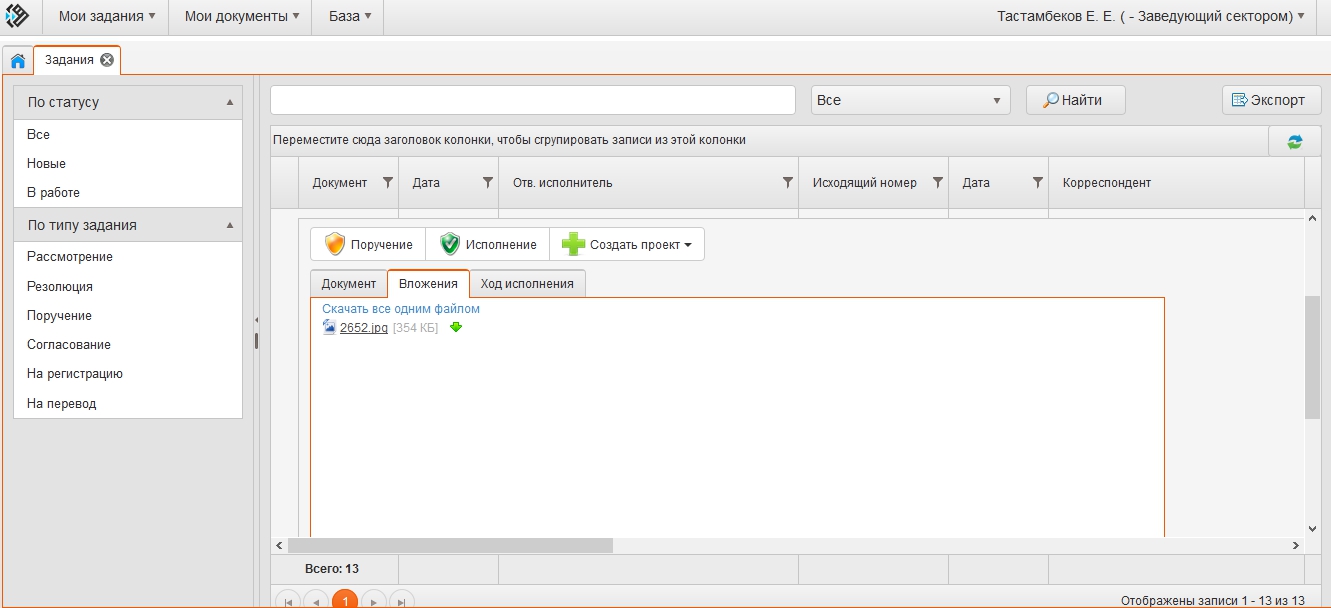 Мои задания Мои документы База Тастамбеков Е. Е. ( - Заведующий сектором)
Задания
По статусу
Все
Новые
В работе
По типу задания
Рассмотрение
Резолюция
Поручение
Согласование
На регистрацию
На перевод
Все Найти Экспорт
Переместите сюда заголовок колонки, чтобы сгрупировать записи из этой колонки
Документ Дата Отв. исполнитель Исходящий номер Дата Корреспондент
Поручение Исполнение Создать проект
Документ Вложения Ход исполнения
Скачать все одним файлом
2652.jpg [354 КБ]
Всего: 13
1 Отображены записи 1 - 13 из 13